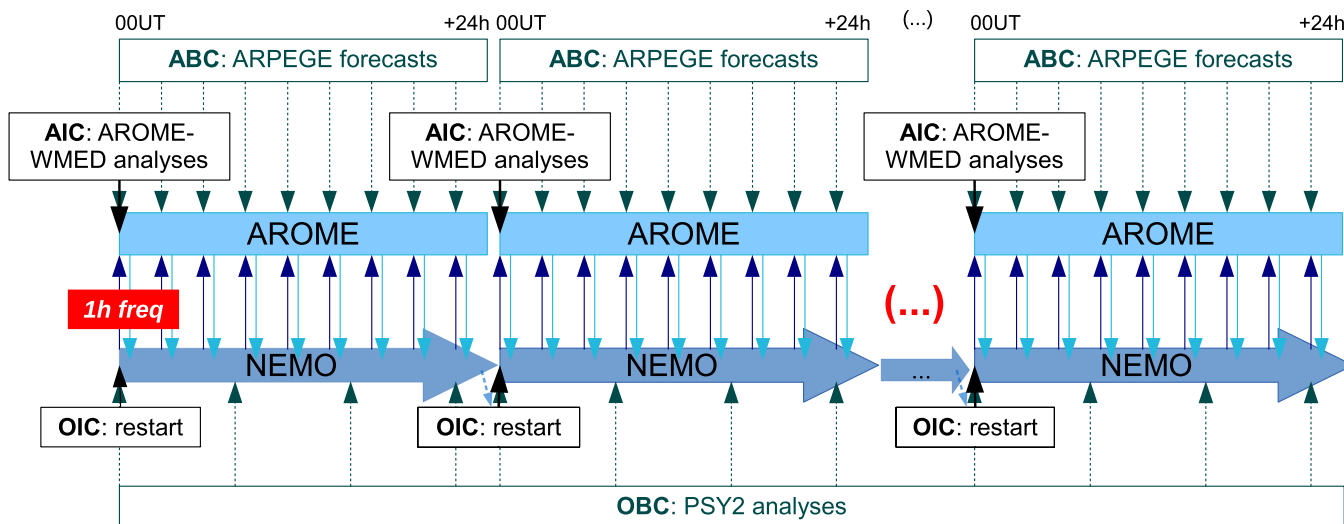 00UT +24h 00UT +24h (...) 00UT +24h
ABC: ARPEGE forecasts ABC: ARPEGE forecasts ABC: ARPEGE forecasts
AIC: AROME- AIC: AROME- AIC: AROME-
WMED analyses WMED analyses WMED analyses
AROME AROME AROME
1h freq (...)
NEMO NEMO ... NEMO
OIC: restart OIC: restart OIC: restart
OBC: PSY2 analyses